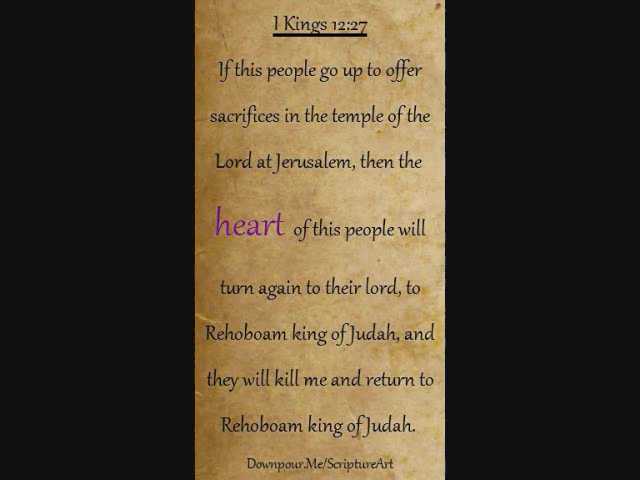 I Kings 12:27
If this people go up to offer
sacrifices in the temple of the
Lord at Jerusalem, then the
heart of this people will
turn again to their lord, to
Rehoboam king of Judah, and
they will kill me and return to
Rehoboam king of Judah.
Downpour.Me/ScriptureArt